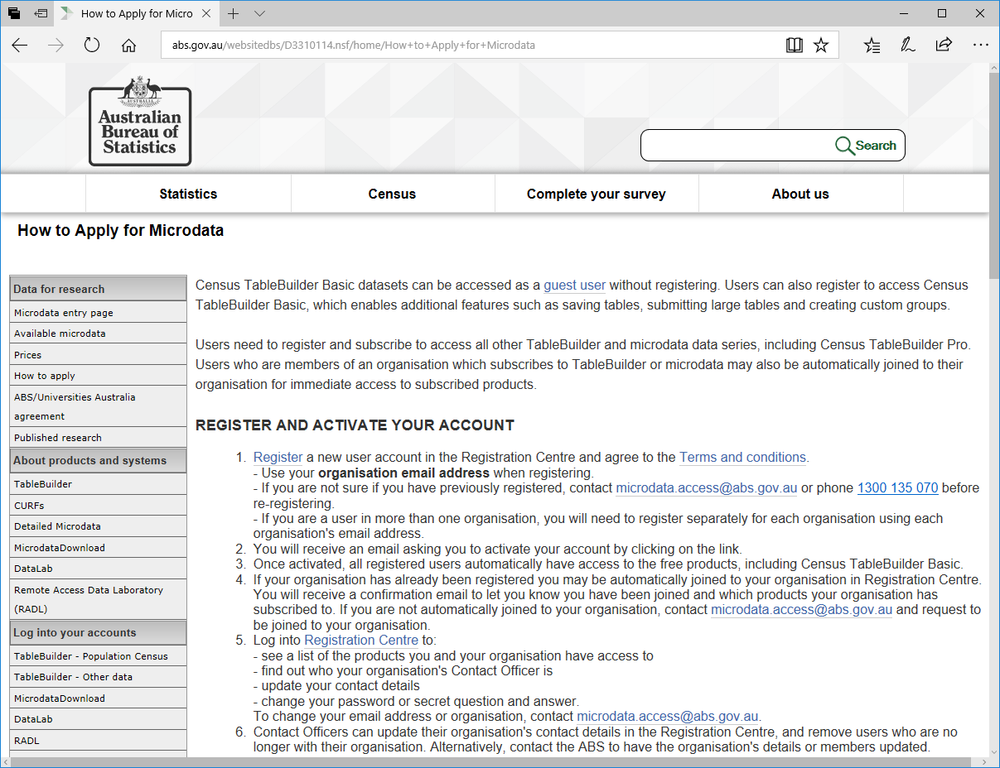 How to Apply for Micro
abs.gov.au/websitedbs/D3310114.nsf/home/How+to+Apply+for+Microdata
AUSTRALIA
Australian
Bureau of
Statistics
Search
Statistics
Census
Complete your survey
About us
How to Apply for Microdata
Data for research
Microdata entry page
Available microdata
Prices
How to apply
ABS/Universities Australia
agreement
Published research
About products and systems
TableBuilder
CURFs
Detailed Microdata
MicrodataDownload
DataLab
Remote Access Data Laboratory
(RADL)
Log into your accounts
TableBuilder - Population Census
TableBuilder - Other data
MicrodataDownload
DataLab
RADL
Census TableBuilder Basic datasets can be accessed as a guest user without registering. Users can also register to access Census
TableBuilder Basic, which enables additional features such as saving tables, submitting large tables and creating custom groups.
Users need to register and subscribe to access all other TableBuilder and microdata data series, including Census TableBuilder Pro.
Users who are members of an organisation which subscribes to TableBuilder or microdata may also be automatically joined to their
organisation for immediate access to subscribed products.
REGISTER AND ACTIVATE YOUR ACCOUNT
1. Register a new user account in the Registration Centre and agree to the Terms and conditions.
- Use your organisation email address when registering.
- If you are not sure if you have previously registered, contact microdata.access@abs.gov.au or phone 1300 135 070 before
re-registering.
- If you are a user in more than one organisation, you will need to register separately for each organisation using each
organisation's email address.
2. You will receive an email asking you to activate your account by clicking on the link.
3. Once activated, all registered users automatically have access to the free products, including Census TableBuilder Basic.
4. If your organisation has already been registered you may be automatically joined to your organisation in Registration Centre.
You will receive a confirmation email to let you know you have been joined and which products your organisation has
subscribed to. If you are not automatically joined to your organisation, contact microdata.access@abs.gov.au and request to
be joined to your organisation.
5. Log into Registration Centre to:
- see a list of the products you and your organisation have access to
- find out who your organisation's Contact Officer is
- update your contact details
- change your password or secret question and answer.
To change your email address or organisation, contact microdata.access@abs.gov.au.
6. Contact Officers can update their organisation's contact details in the Registration Centre, and remove users who are no
longer with their organisation. Alternatively, contact the ABS to have the organisation's details or members updated.